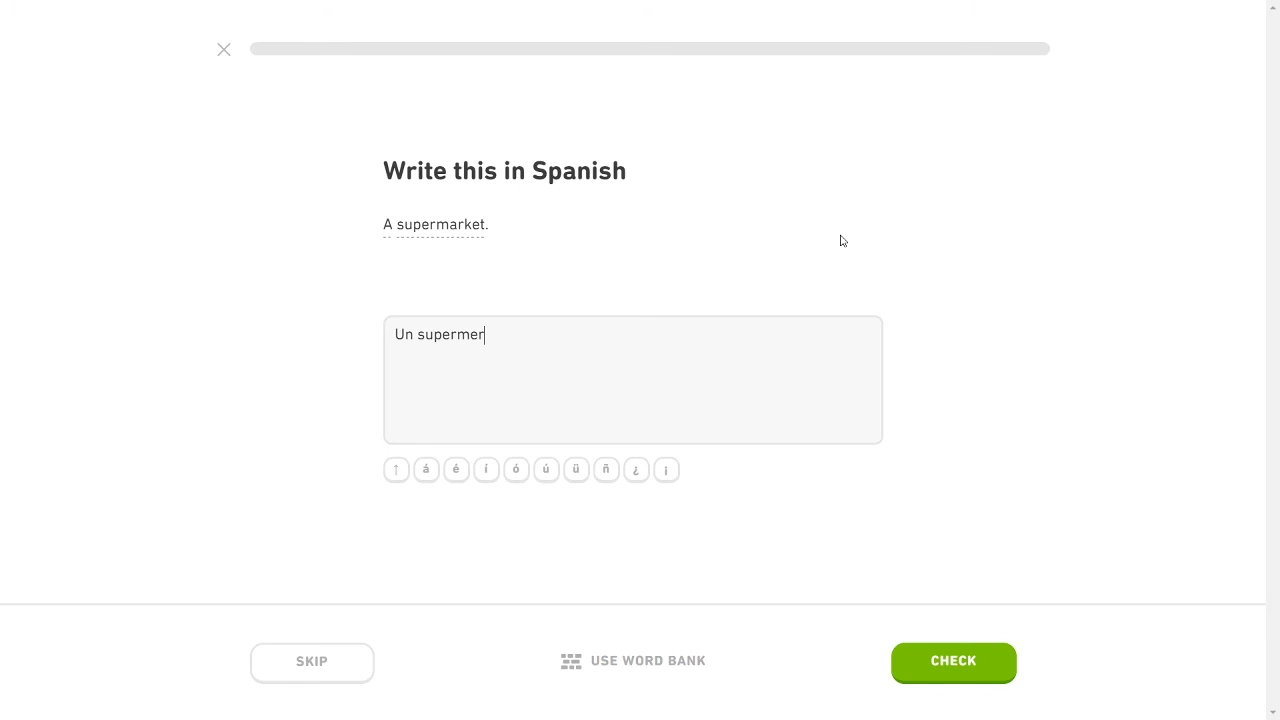 Write this in Spanish
A supermarket.
Un supermer
↑ á é í ó ú ü ñ ¿ ¡
SKIP
USE WORD BANK
CHECK